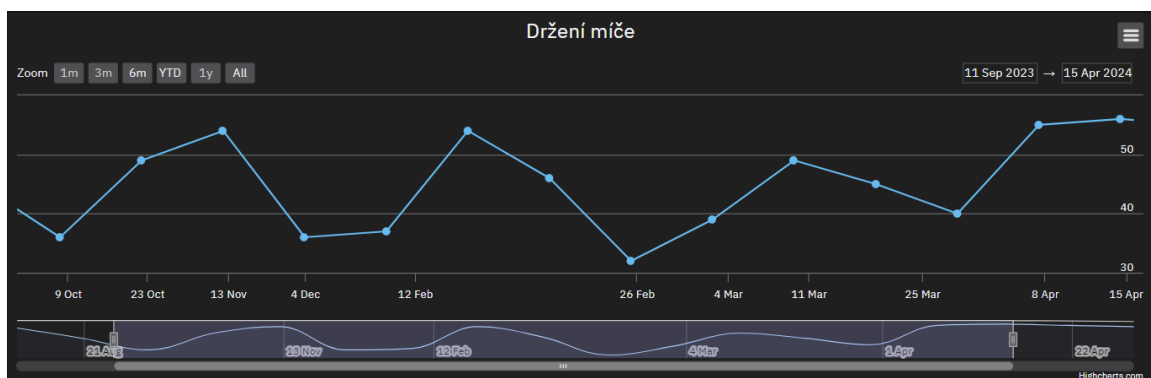 Držení míče
Zoom 1m 3m 6m YTD 1y All 11 Sep 2023 → 15 Apr 2024
50
40
30
9 Oct 23 Oct 13 Nov 4 Dec 12 Feb 26 Feb 4 Mar 11 Mar 25 Mar 8 Apr 15 Apr
21 Aug 13 Nov 12 Feb 4 Mar 1 Apr 22 Apr
Highcharts.com